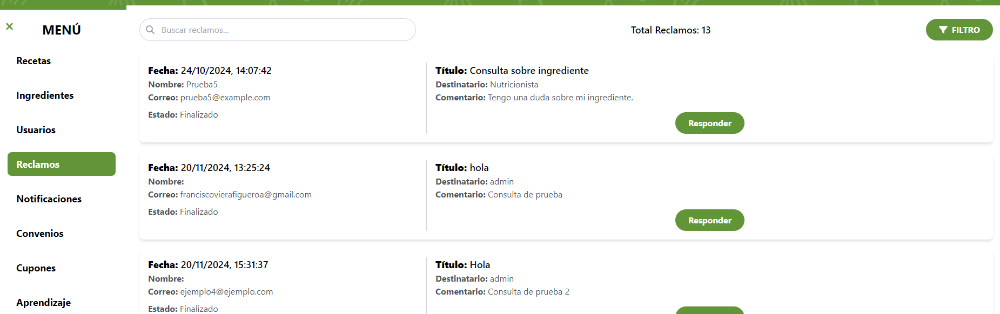 MENÚ
Recetas
Ingredientes
Usuarios
Reclamos
Notificaciones
Convenios
Cupones
Aprendizaje
Buscar reclamos...
Total Reclamos: 13
FILTRO
Fecha: 24/10/2024, 14:07:42
Nombre: Prueba5
Correo: prueba5@example.com
Estado: Finalizado
Título: Consulta sobre ingrediente
Destinatario: Nutricionista
Comentario: Tengo una duda sobre mi ingrediente.
Responder
Fecha: 20/11/2024, 13:25:24
Nombre:
Correo: franciscovierafigueroa@gmail.com
Estado: Finalizado
Título: hola
Destinatario: admin
Comentario: Consulta de prueba
Responder
Fecha: 20/11/2024, 15:31:37
Nombre:
Correo: ejemplo4@ejemplo.com
Estado: Finalizado
Título: Hola
Destinatario: admin
Comentario: Consulta de prueba 2